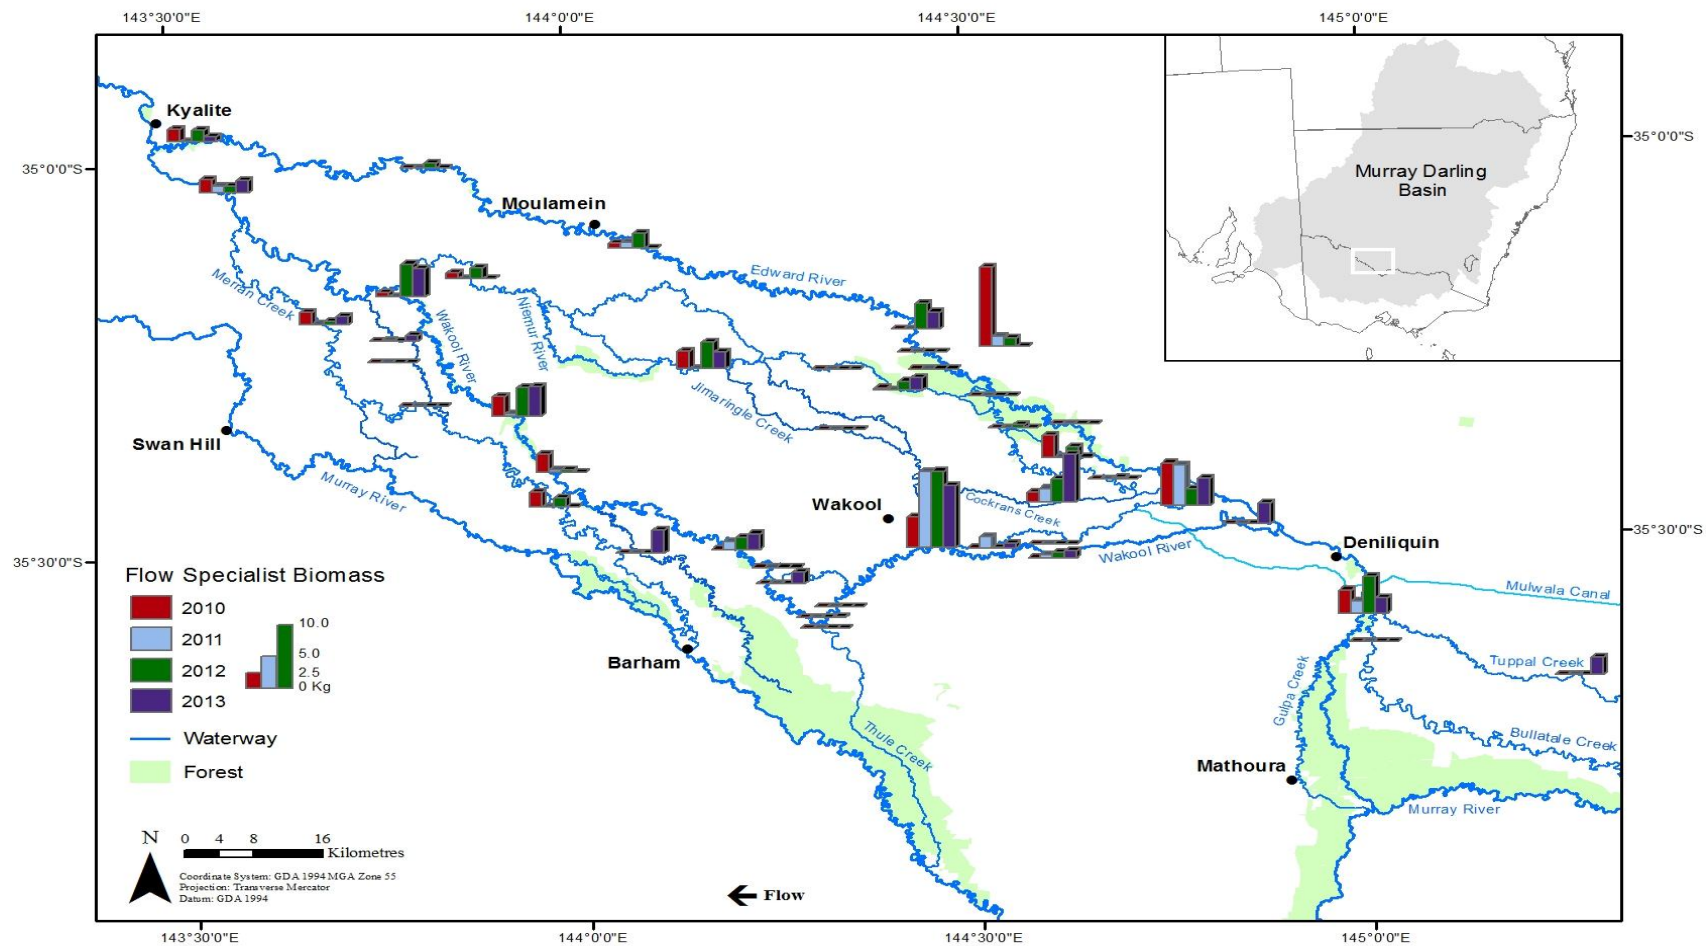 143°30'0"E
144°0'0"E
144°30'0"E
145°0'0"E
Kyalite
35°0'0"S
35°0'0"S
Murray Darling
Basin
Moulamein
Edward River
Merran Creek
Wakool River
Niemur River
Jimaringle Creek
Swan Hill
Murray River
Wakool
Cockrans Creek
Wakool River
35°30'0"S
35°30'0"S
Deniliquin
Mulwala Canal
Flow Specialist Biomass
2010
2011
2012
2013
10.0
5.0
2.5
0 Kg
Waterway
Forest
Barham
Tuppal Creek
Gulpa Creek
Bullatale Creek
Thule Creek
Mathoura
Murray River
N
0 4 8 16
Kilometres
Coordinate System: GDA 1994 MGA Zone 55
Projection: Transverse Mercator
Datum: GDA 1994
Flow
143°30'0"E
144°0'0"E
144°30'0"E
145°0'0"E